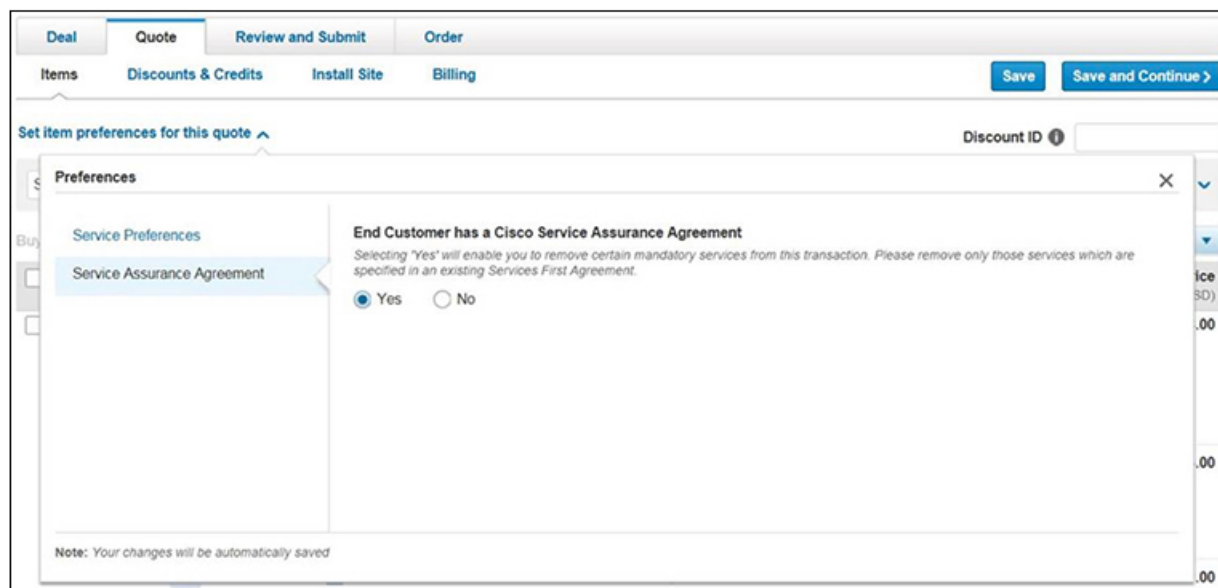 Deal Quote Review and Submit Order
Items Discounts & Credits Install Site Billing Save Save and Continue >
Set item preferences for this quote Discount ID
Preferences
Service Preferences
Service Assurance Agreement
End Customer has a Cisco Service Assurance Agreement
Selecting "Yes" will enable you to remove certain mandatory services from this transaction. Please remove only those services which are
specified in an existing Services First Agreement.
Yes No
.00
.00
.00
Note: Your changes will be automatically saved